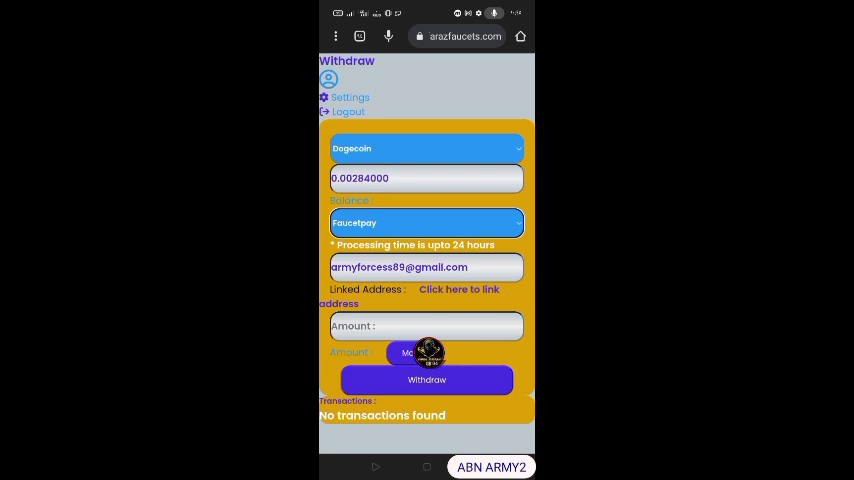 arazfaucets.com
Withdraw
Settings
Logout
Dogecoin
0.00284000
Balance :
Faucetpay
* Processing time is upto 24 hours
armyforcess89@gmail.com
Linked Address : Click here to link
address
Amount :
Amount :
Withdraw
Transactions :
No transactions found
ABN ARMY2